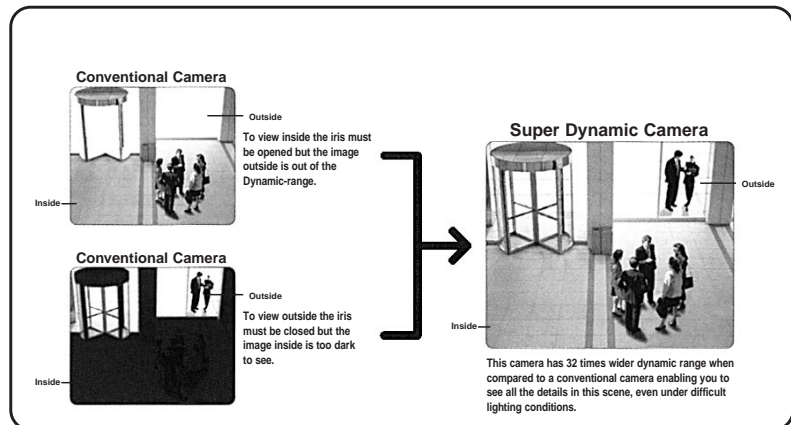 Conventional Camera
Outside
To view inside the iris must
be opened but the image
outside is out of the
Dynamic-range.
Inside
Conventional Camera
Outside
To view outside the iris
must be closed but the
image inside is too dark
to see.
Inside
Super Dynamic Camera
Outside
Inside
This camera has 32 times wider dynamic range when
compared to a conventional camera enabling you to
see all the details in this scene, even under difficult
lighting conditions.